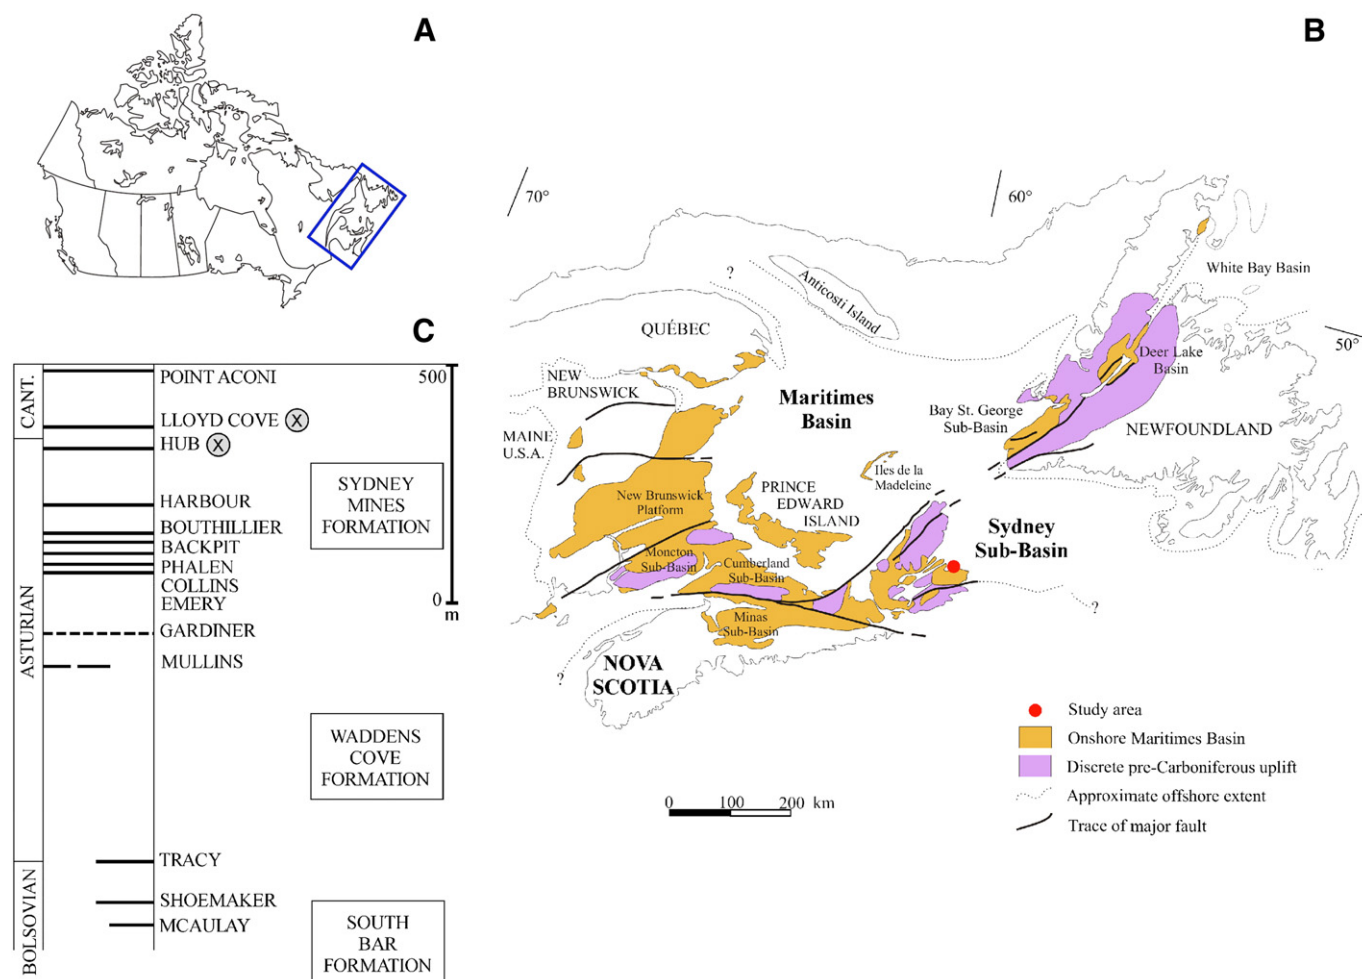 A
B
70°
60°
?
White Bay Basin
Anticosti Island
QUÉBEC
50°
Deer Lake
Basin
NEW
BRUNSWICK
Maritimes
Basin
Bay St. George
Sub-Basin
NEWFOUNDLAND
MAINE
U.S.A.
Iles de la
Madeleine
PRINCE
EDWARD
ISLAND
New Brunswick
Platform
Sydney
Sub-Basin
Moncton
Sub-Basin
Cumberland
Sub-Basin
Minas
Sub-Basin
?
NOVA
SCOTIA
?
Study area
Onshore Maritimes Basin
Discrete pre-Carboniferous uplift
Approximate offshore extent
Trace of major fault
0 100 200 km
C
CANT.
ASTURIAN
BOLSOVIAN
POINT ACONI
LLOYD COVE X
HUB X
HARBOUR
BOUTHILLIER
BACKPIT
PHALEN
COLLINS
EMERY
GARDINER
MULLINS
TRACY
SHOEMAKER
MCAULAY
500
0
m
SYDNEY
MINES
FORMATION
WADDENS
COVE
FORMATION
SOUTH
BAR
FORMATION